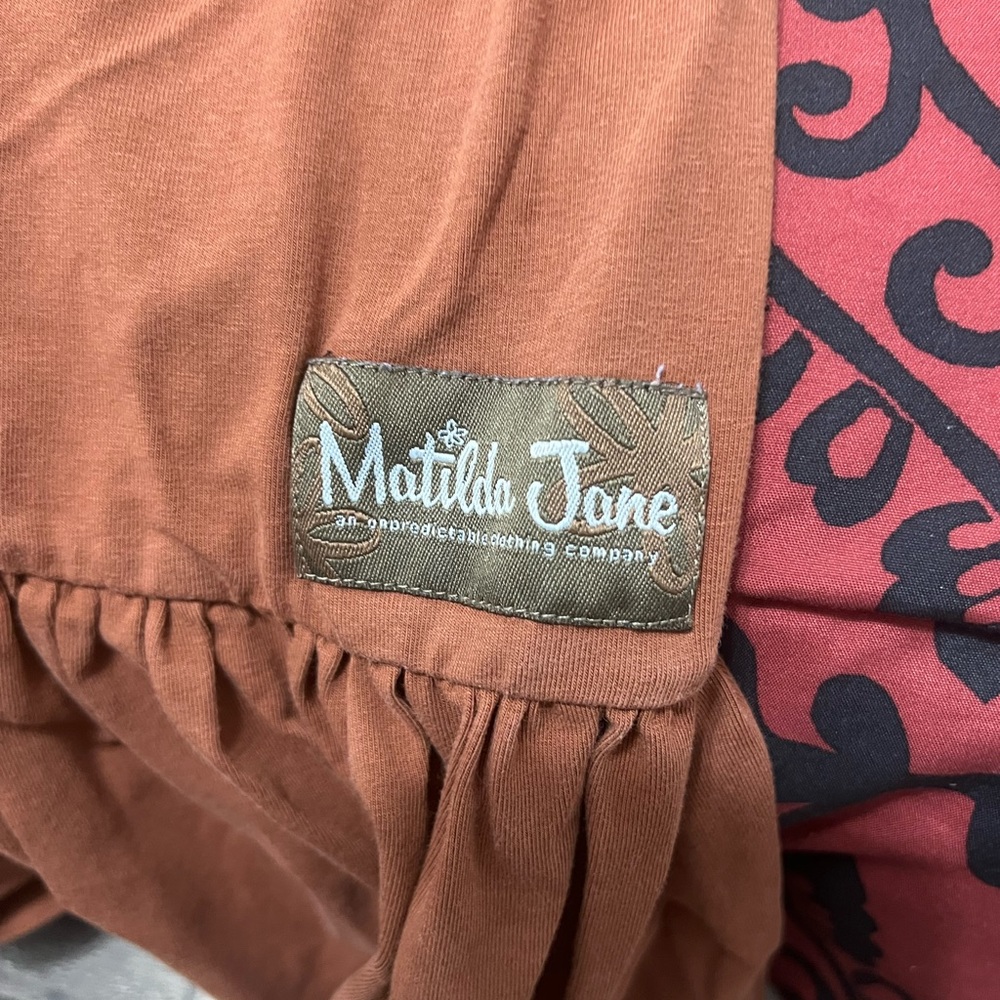 Matilda Jane
an unpredictable clothing company